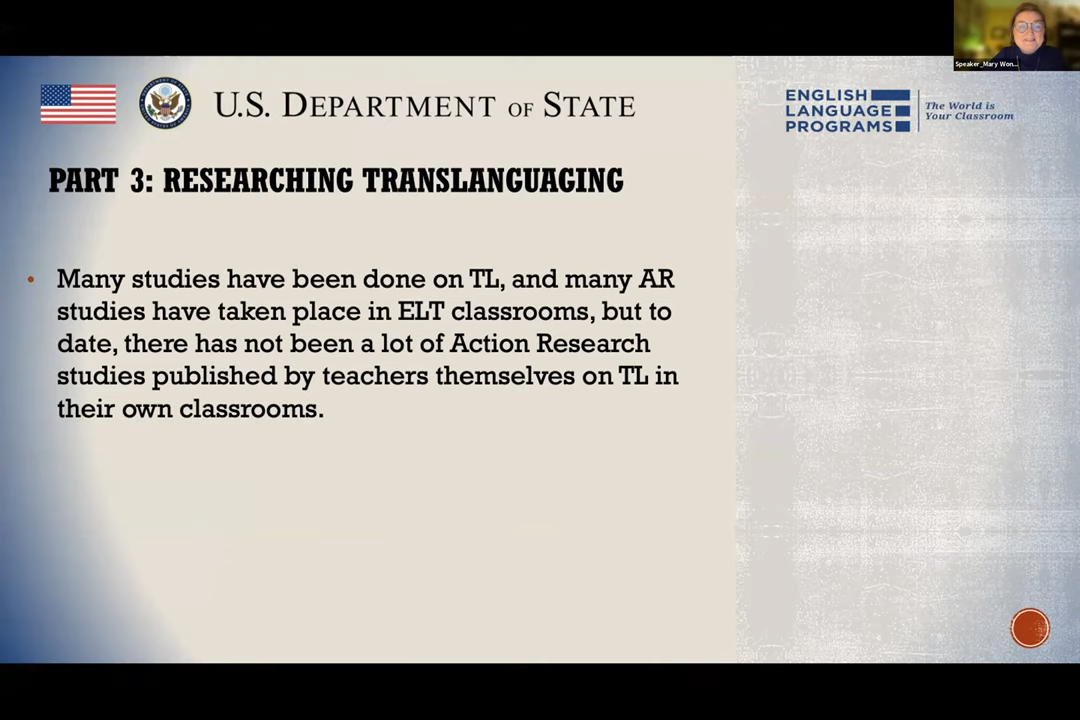 Speaker_Mary Won...
U.S. DEPARTMENT OF STATE
ENGLISH
LANGUAGE
PROGRAMS
The World is
Your Classroom
PART 3: RESEARCHING TRANSLANGUAGING
• Many studies have been done on TL, and many AR
studies have taken place in ELT classrooms, but to
date, there has not been a lot of Action Research
studies published by teachers themselves on TL in
their own classrooms.